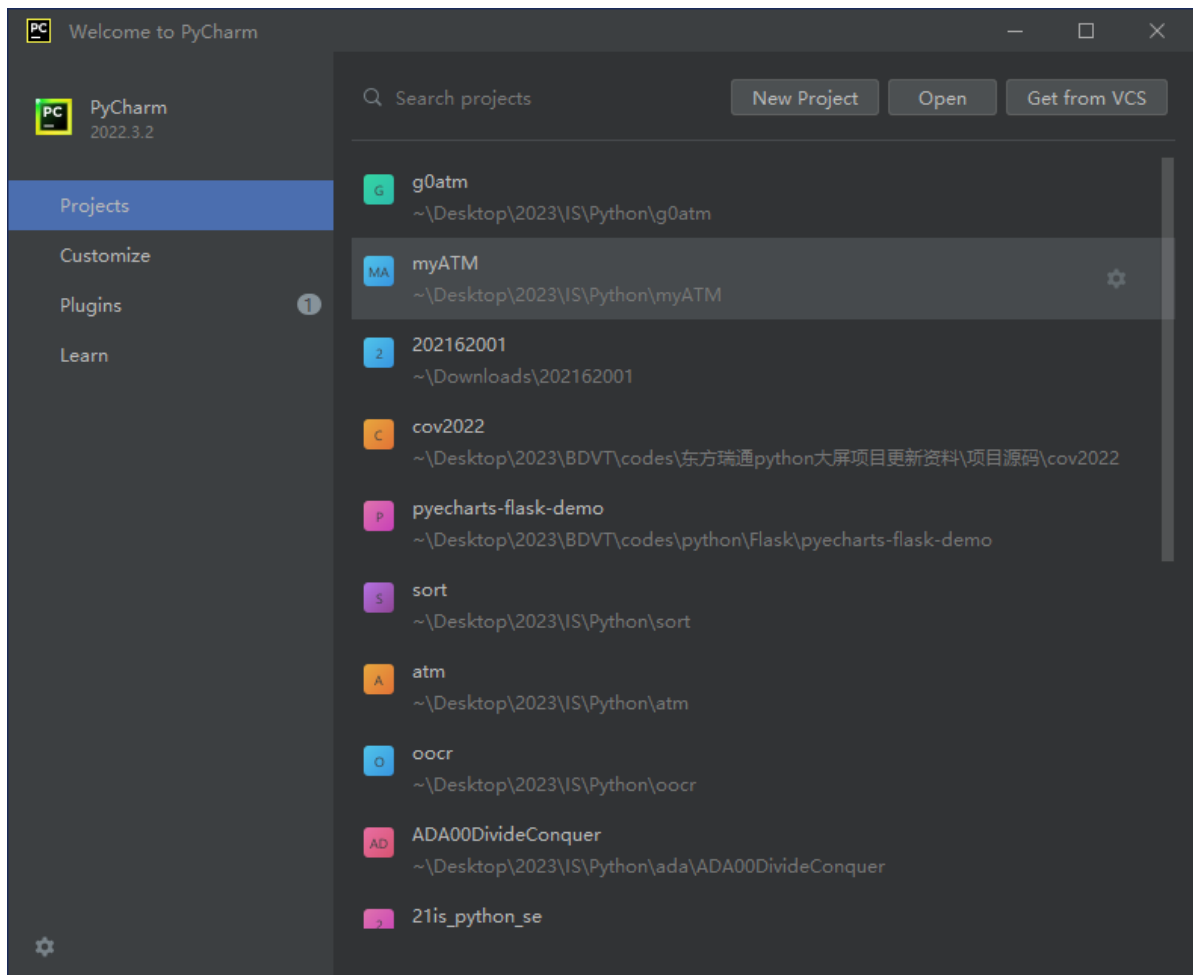 PC Welcome to PyCharm
PC PyCharm
2022.3.2
Projects
Customize
Plugins 1
Learn
Search projects New Project Open Get from VCS
G g0atm
~\Desktop\2023\IS\Python\g0atm
MA myATM
~\Desktop\2023\IS\Python\myATM
2 202162001
~\Downloads\202162001
C cov2022
~\Desktop\2023\BDVT\codes\东方瑞通python大屏项目更新资料\项目源码\cov2022
P pyecharts-flask-demo
~\Desktop\2023\BDVT\codes\python\Flask\pyecharts-flask-demo
S sort
~\Desktop\2023\IS\Python\sort
A atm
~\Desktop\2023\IS\Python\atm
O oocr
~\Desktop\2023\IS\Python\oocr
AD ADA00DivideConquer
~\Desktop\2023\IS\Python\ada\ADA00DivideConquer
2 21is_python_se